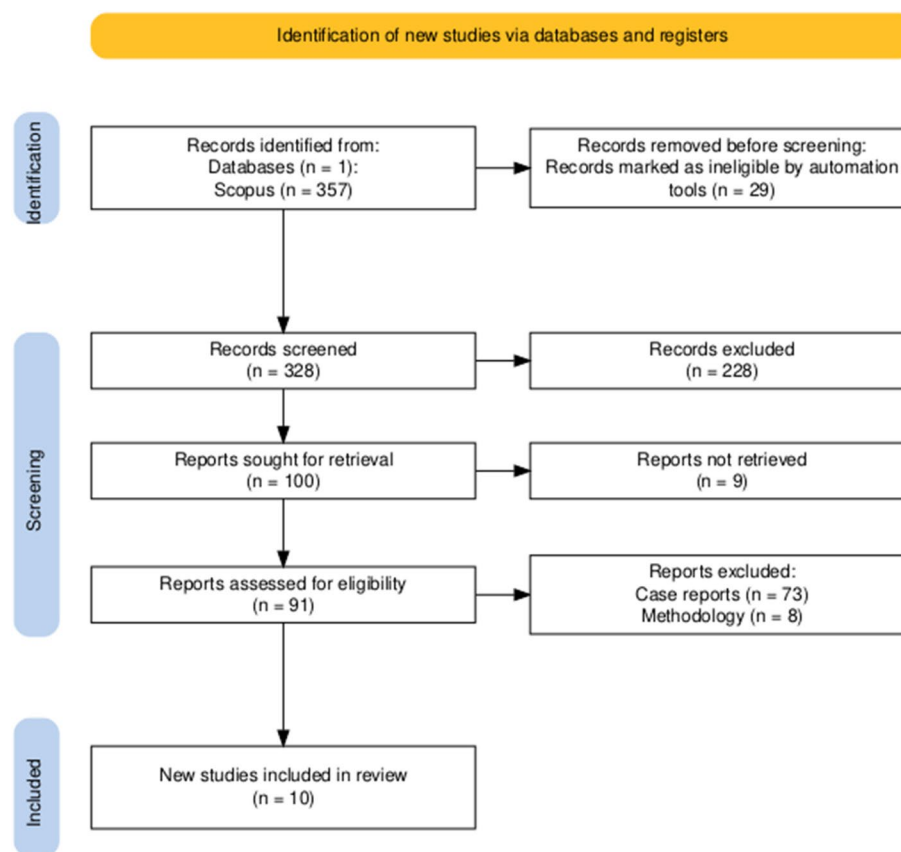 Identification of new studies via databases and registers
Identification
Records identified from:
Databases (n = 1):
Scopus (n = 357)
Records removed before screening:
Records marked as ineligible by automation
tools (n = 29)
Screening
Records screened
(n = 328)
Records excluded
(n = 228)
Reports sought for retrieval
(n = 100)
Reports not retrieved
(n = 9)
Reports assessed for eligibility
(n = 91)
Reports excluded:
Case reports (n = 73)
Methodology (n = 8)
Included
New studies included in review
(n = 10)